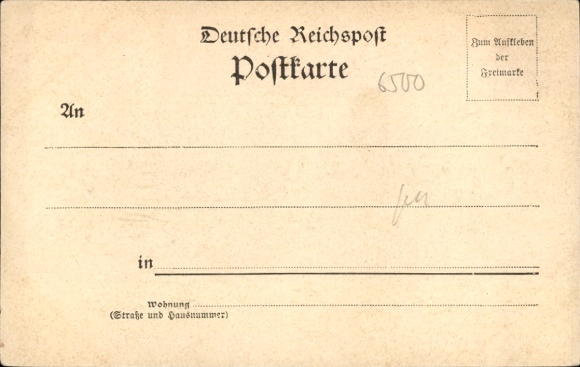 Deutsche Reichspost
Postkarte
Zum Aufkleben
der
Freimarke
6500
An
in
Wohnung
(Straße und Hausnummer)